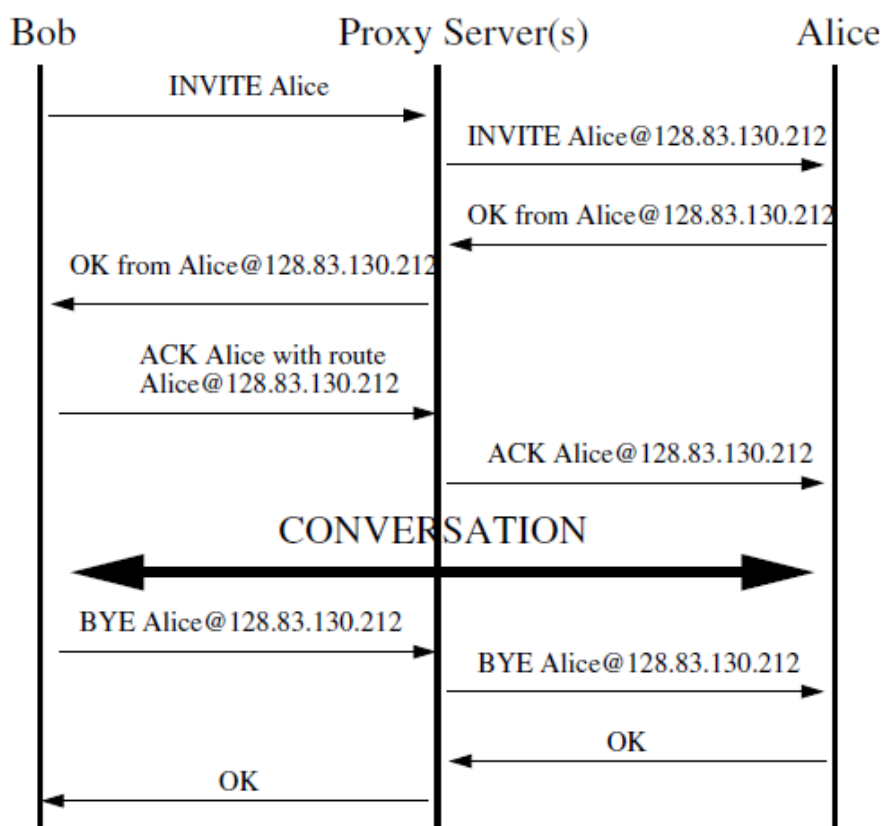 Bob
Proxy Server(s)
Alice
INVITE Alice
INVITE Alice@128.83.130.212
OK from Alice@128.83.130.212
OK from Alice@128.83.130.212
ACK Alice with route
Alice@128.83.130.212
ACK Alice@128.83.130.212
CONVERSATION
BYE Alice@128.83.130.212
BYE Alice@128.83.130.212
OK
OK